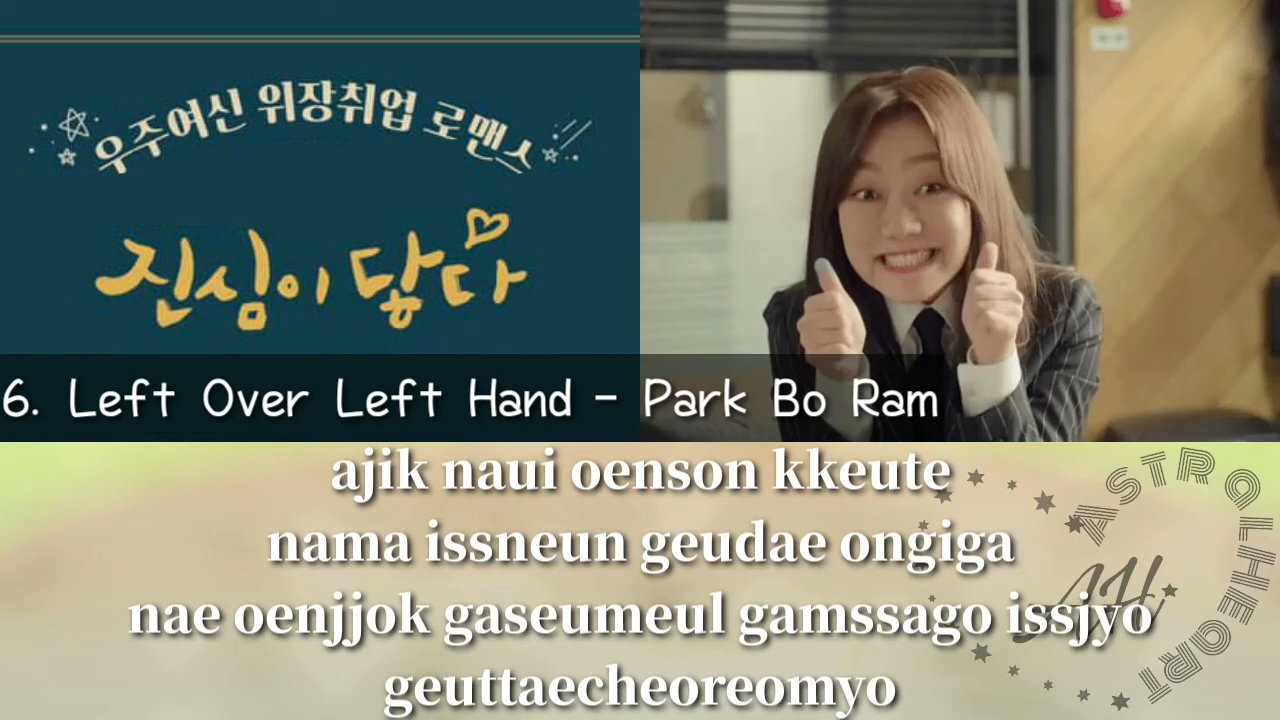 우주여신 위장취업 로맨스
진심이 닿다
6. Left Over Left Hand - Park Bo Ram
ajik naui oenson kkeute
nama issneun geudae ongiga
nae oenjjok gaseumeul gamssago issjyo
geuttaecheoreomyo
ASTROLHEART
AH